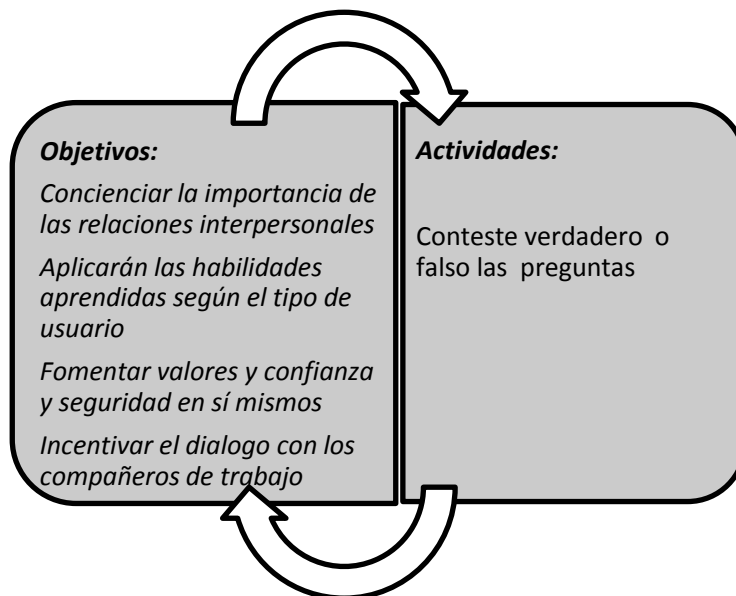 Objetivos:
Concienciar la importancia de
las relaciones interpersonales
Aplicarán las habilidades
aprendidas según el tipo de
usuario
Fomentar valores y confianza
y seguridad en sí mismos
Incentivar el dialogo con los
compañeros de trabajo
Actividades:
Conteste verdadero o
falso las preguntas